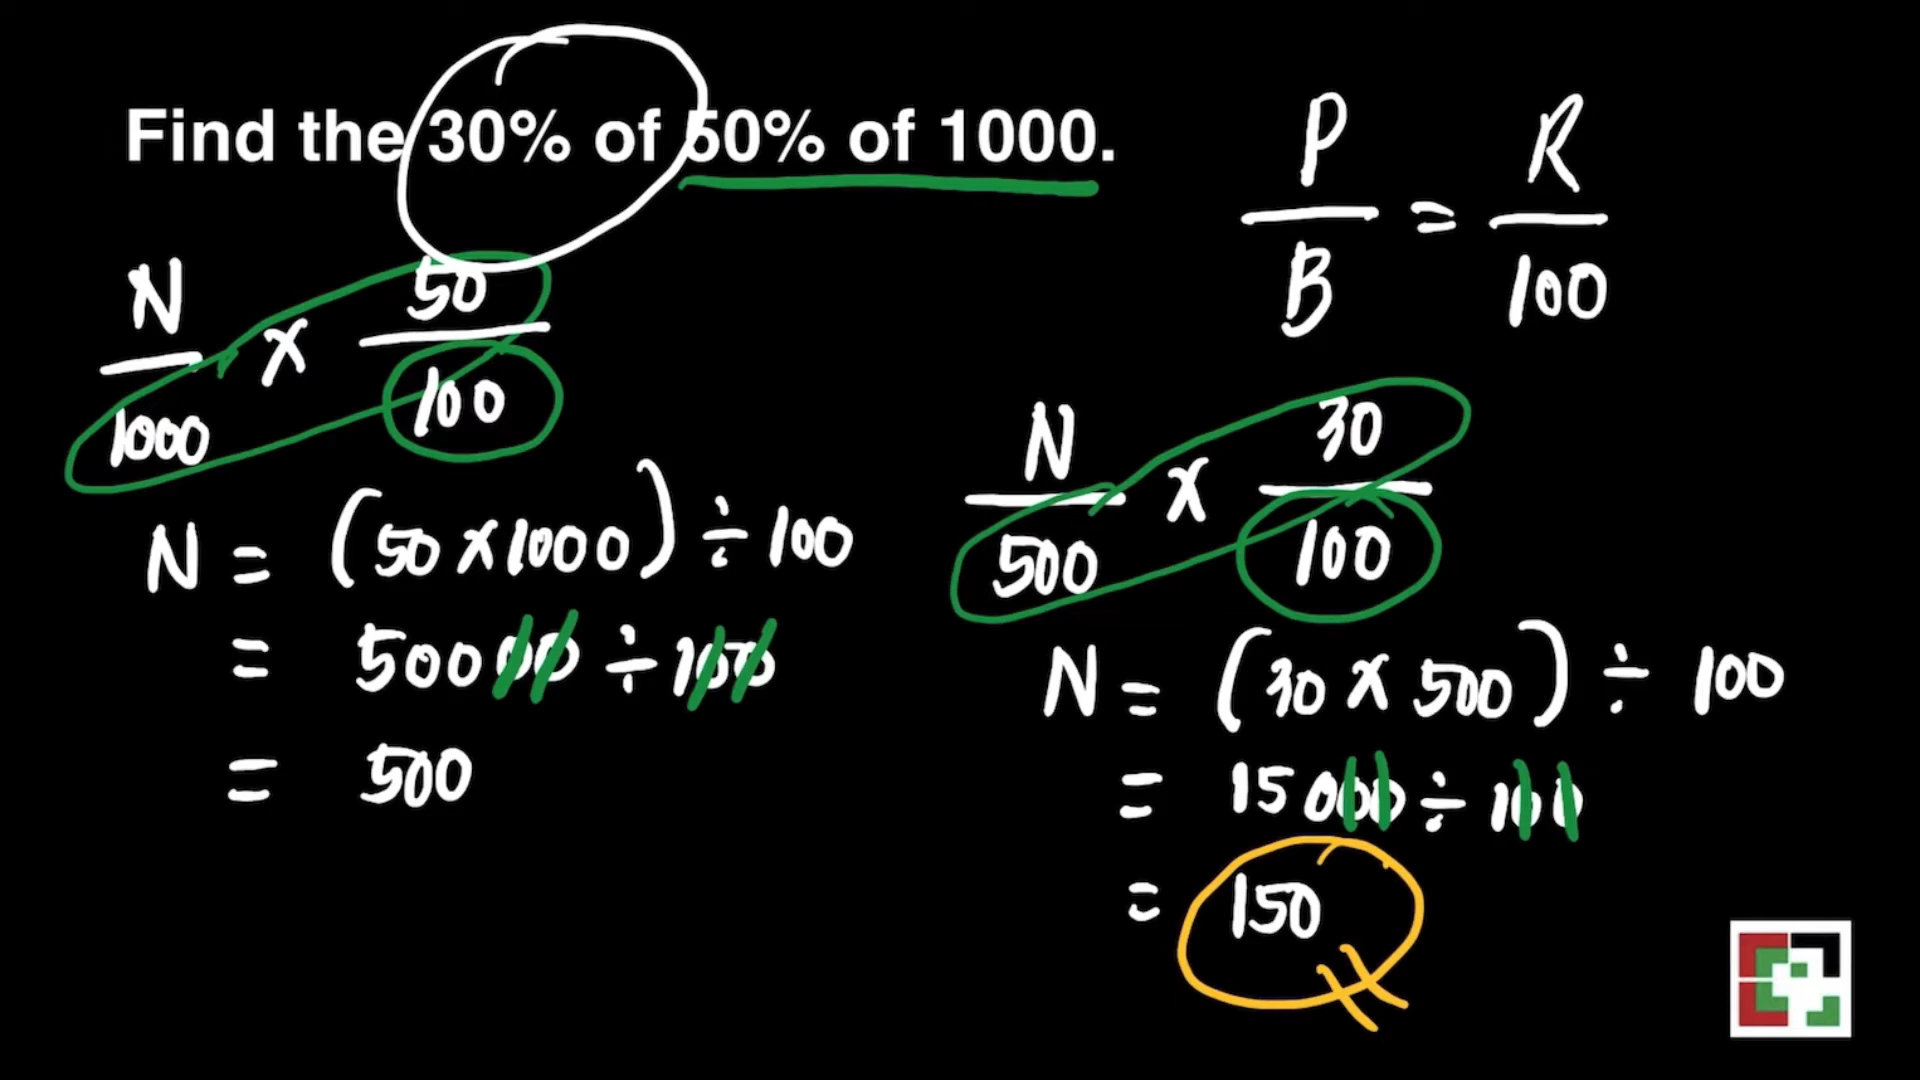 Find the 30% of 50% of 1000.
P/B = R/100
N/1000 x 50/100
N = (50 x 1000) ÷ 100
= 50000 ÷ 100
= 500
N/500 x 30/100
N = (30 x 500) ÷ 100
= 15000 ÷ 100
= 150